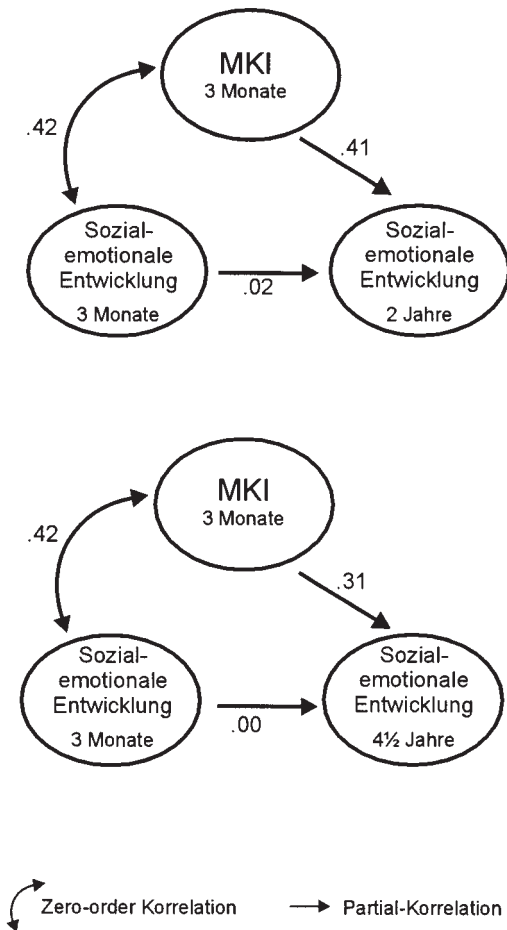 MKI
3 Monate
.42
.41
Sozial-
emotionale
Entwicklung
3 Monate
.02
Sozial-
emotionale
Entwicklung
2 Jahre
MKI
3 Monate
.42
.31
Sozial-
emotionale
Entwicklung
3 Monate
.00
Sozial-
emotionale
Entwicklung
4½ Jahre
Zero-order Korrelation
Partial-Korrelation